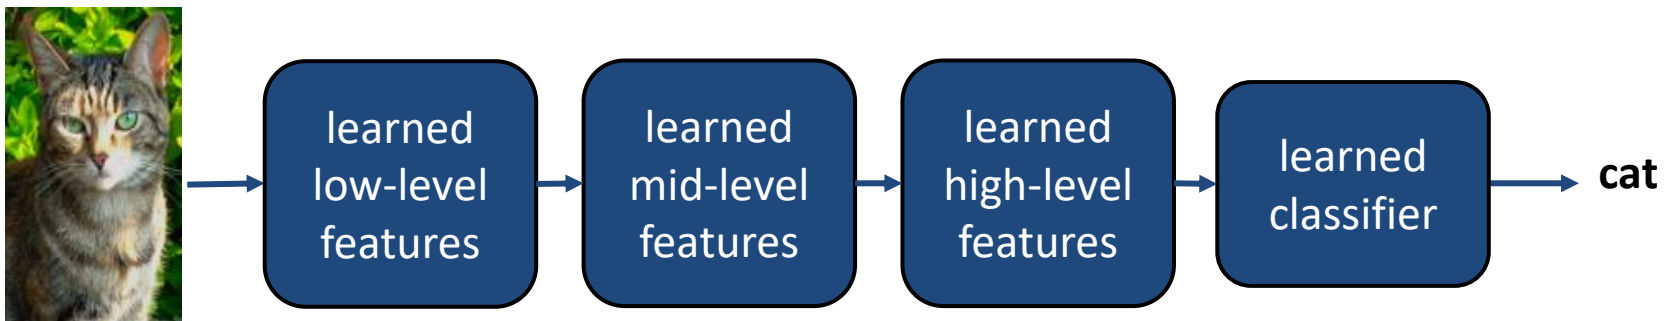 learned
low-level
features
learned
mid-level
features
learned
high-level
features
learned
classifier
cat